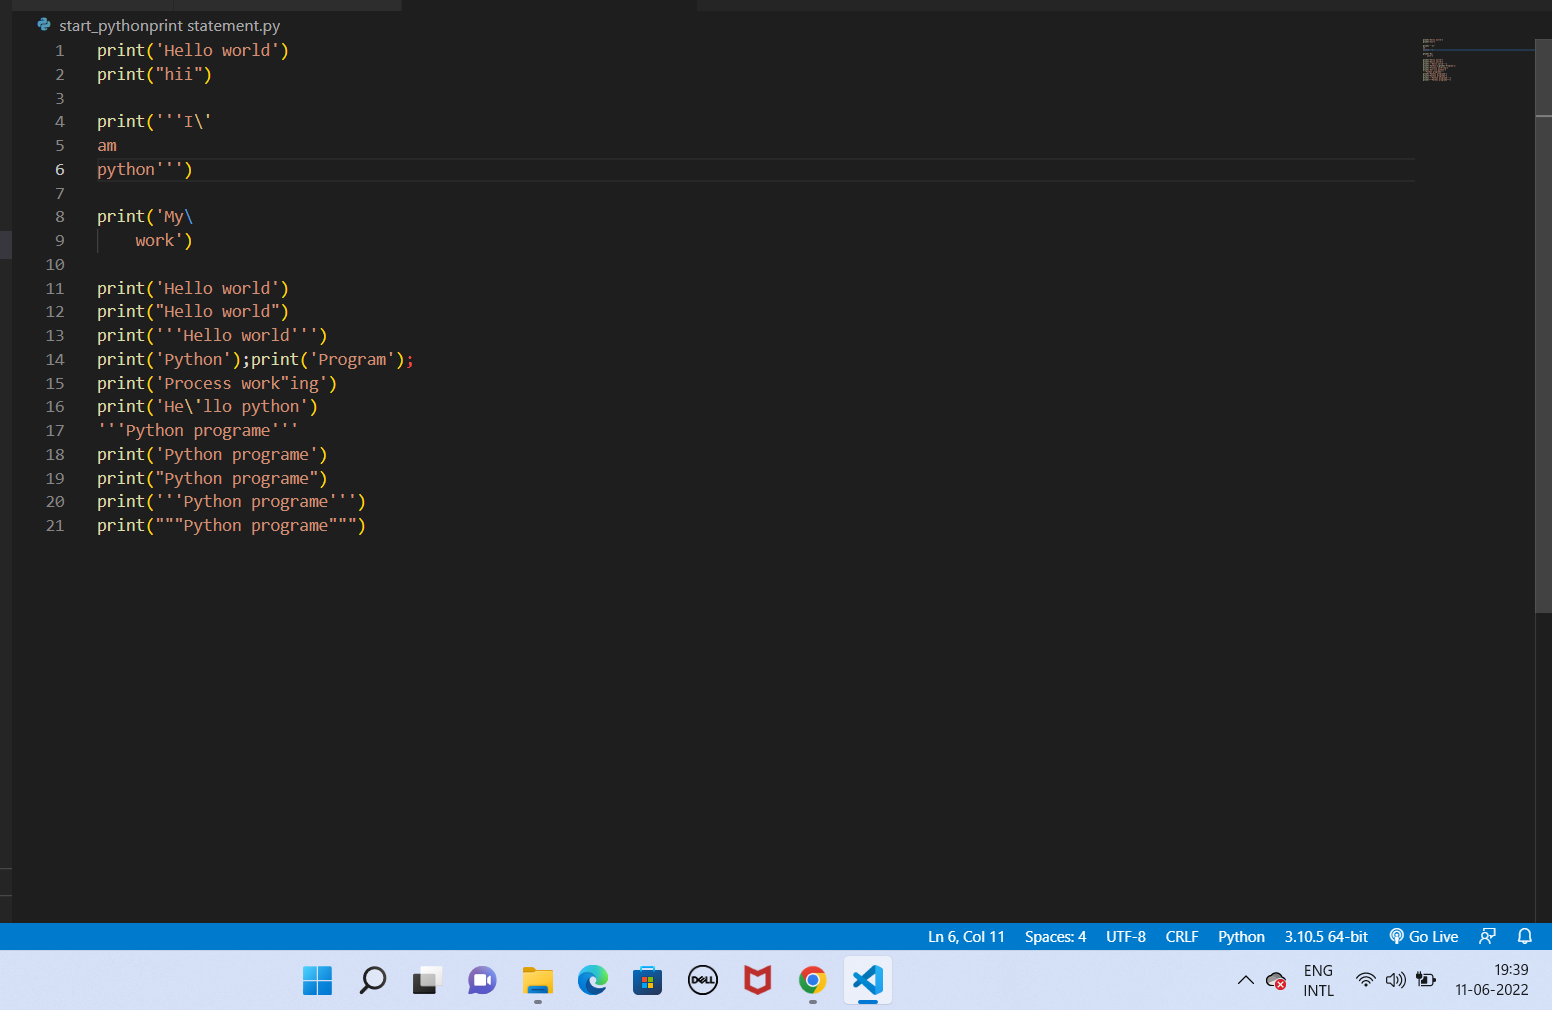 start_pythonprint statement.py
1 print('Hello world')
2 print("hii")
3
4 print('''I\'
5 am
6 python''')
7
8 print('My\
9     work')
10
11 print('Hello world')
12 print("Hello world")
13 print('''Hello world''')
14 print('Python');print('Program');
15 print('Process work"ing')
16 print('He\'llo python')
17 '''Python programe'''
18 print('Python programe')
19 print("Python programe")
20 print('''Python programe''')
21 print("""Python programe""")
Ln 6, Col 11 Spaces: 4 UTF-8 CRLF Python 3.10.5 64-bit Go Live
DELL
ENG 19:39
INTL 11-06-2022